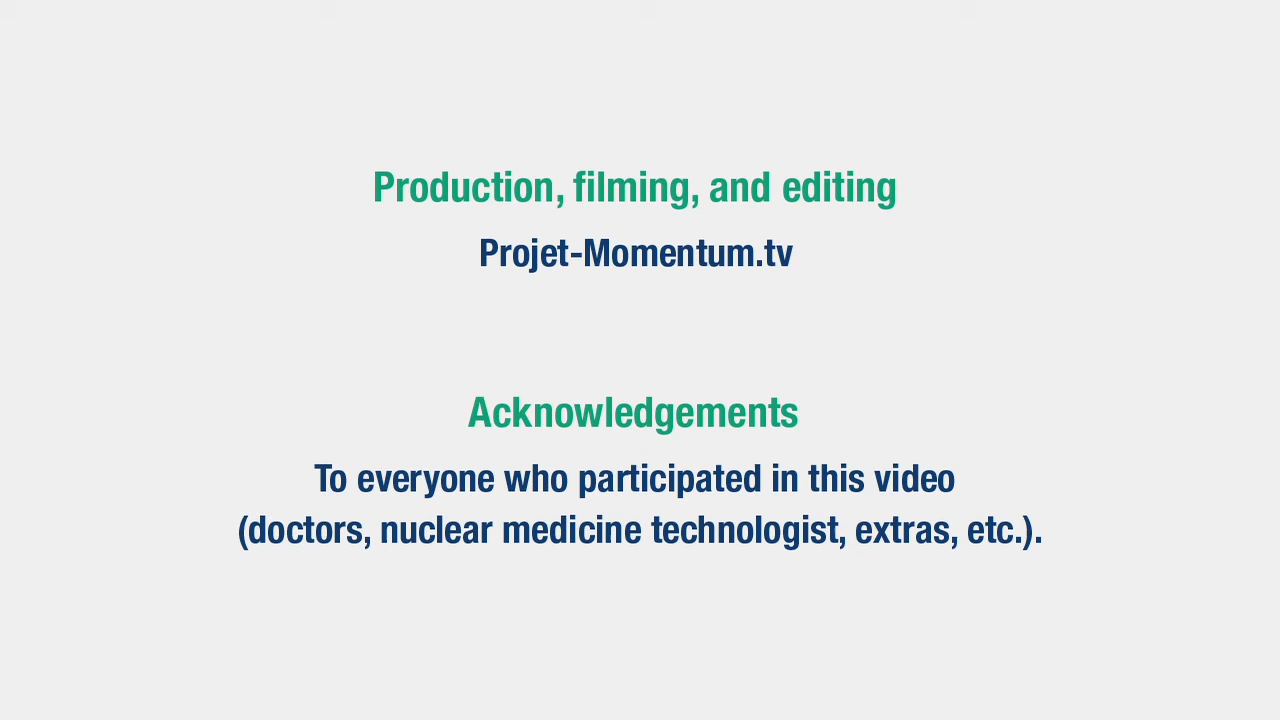 Production, filming, and editing
Projet-Momentum.tv
Acknowledgements
To everyone who participated in this video
(doctors, nuclear medicine technologist, extras, etc.).